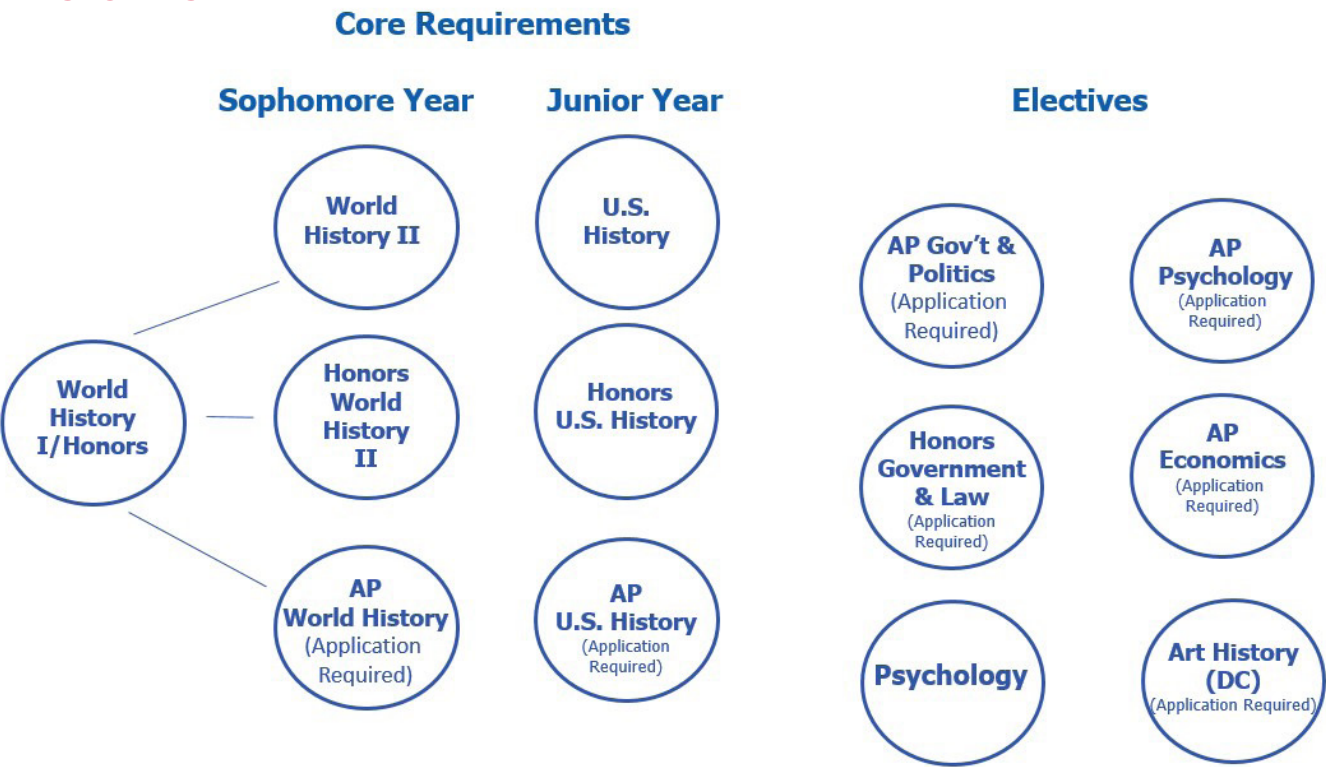 Core Requirements
Sophomore Year
Junior Year
Electives
World
History
I/Honors
World
History II
Honors
World
History
II
AP
World History
(Application
Required)
U.S.
History
Honors
U.S. History
AP
U.S. History
(Application
Required)
AP Gov’t &
Politics
(Application
Required)
Honors
Government
& Law
(Application
Required)
Psychology
AP
Psychology
(Application
Required)
AP
Economics
(Application
Required)
Art History
(DC)
(Application Required)